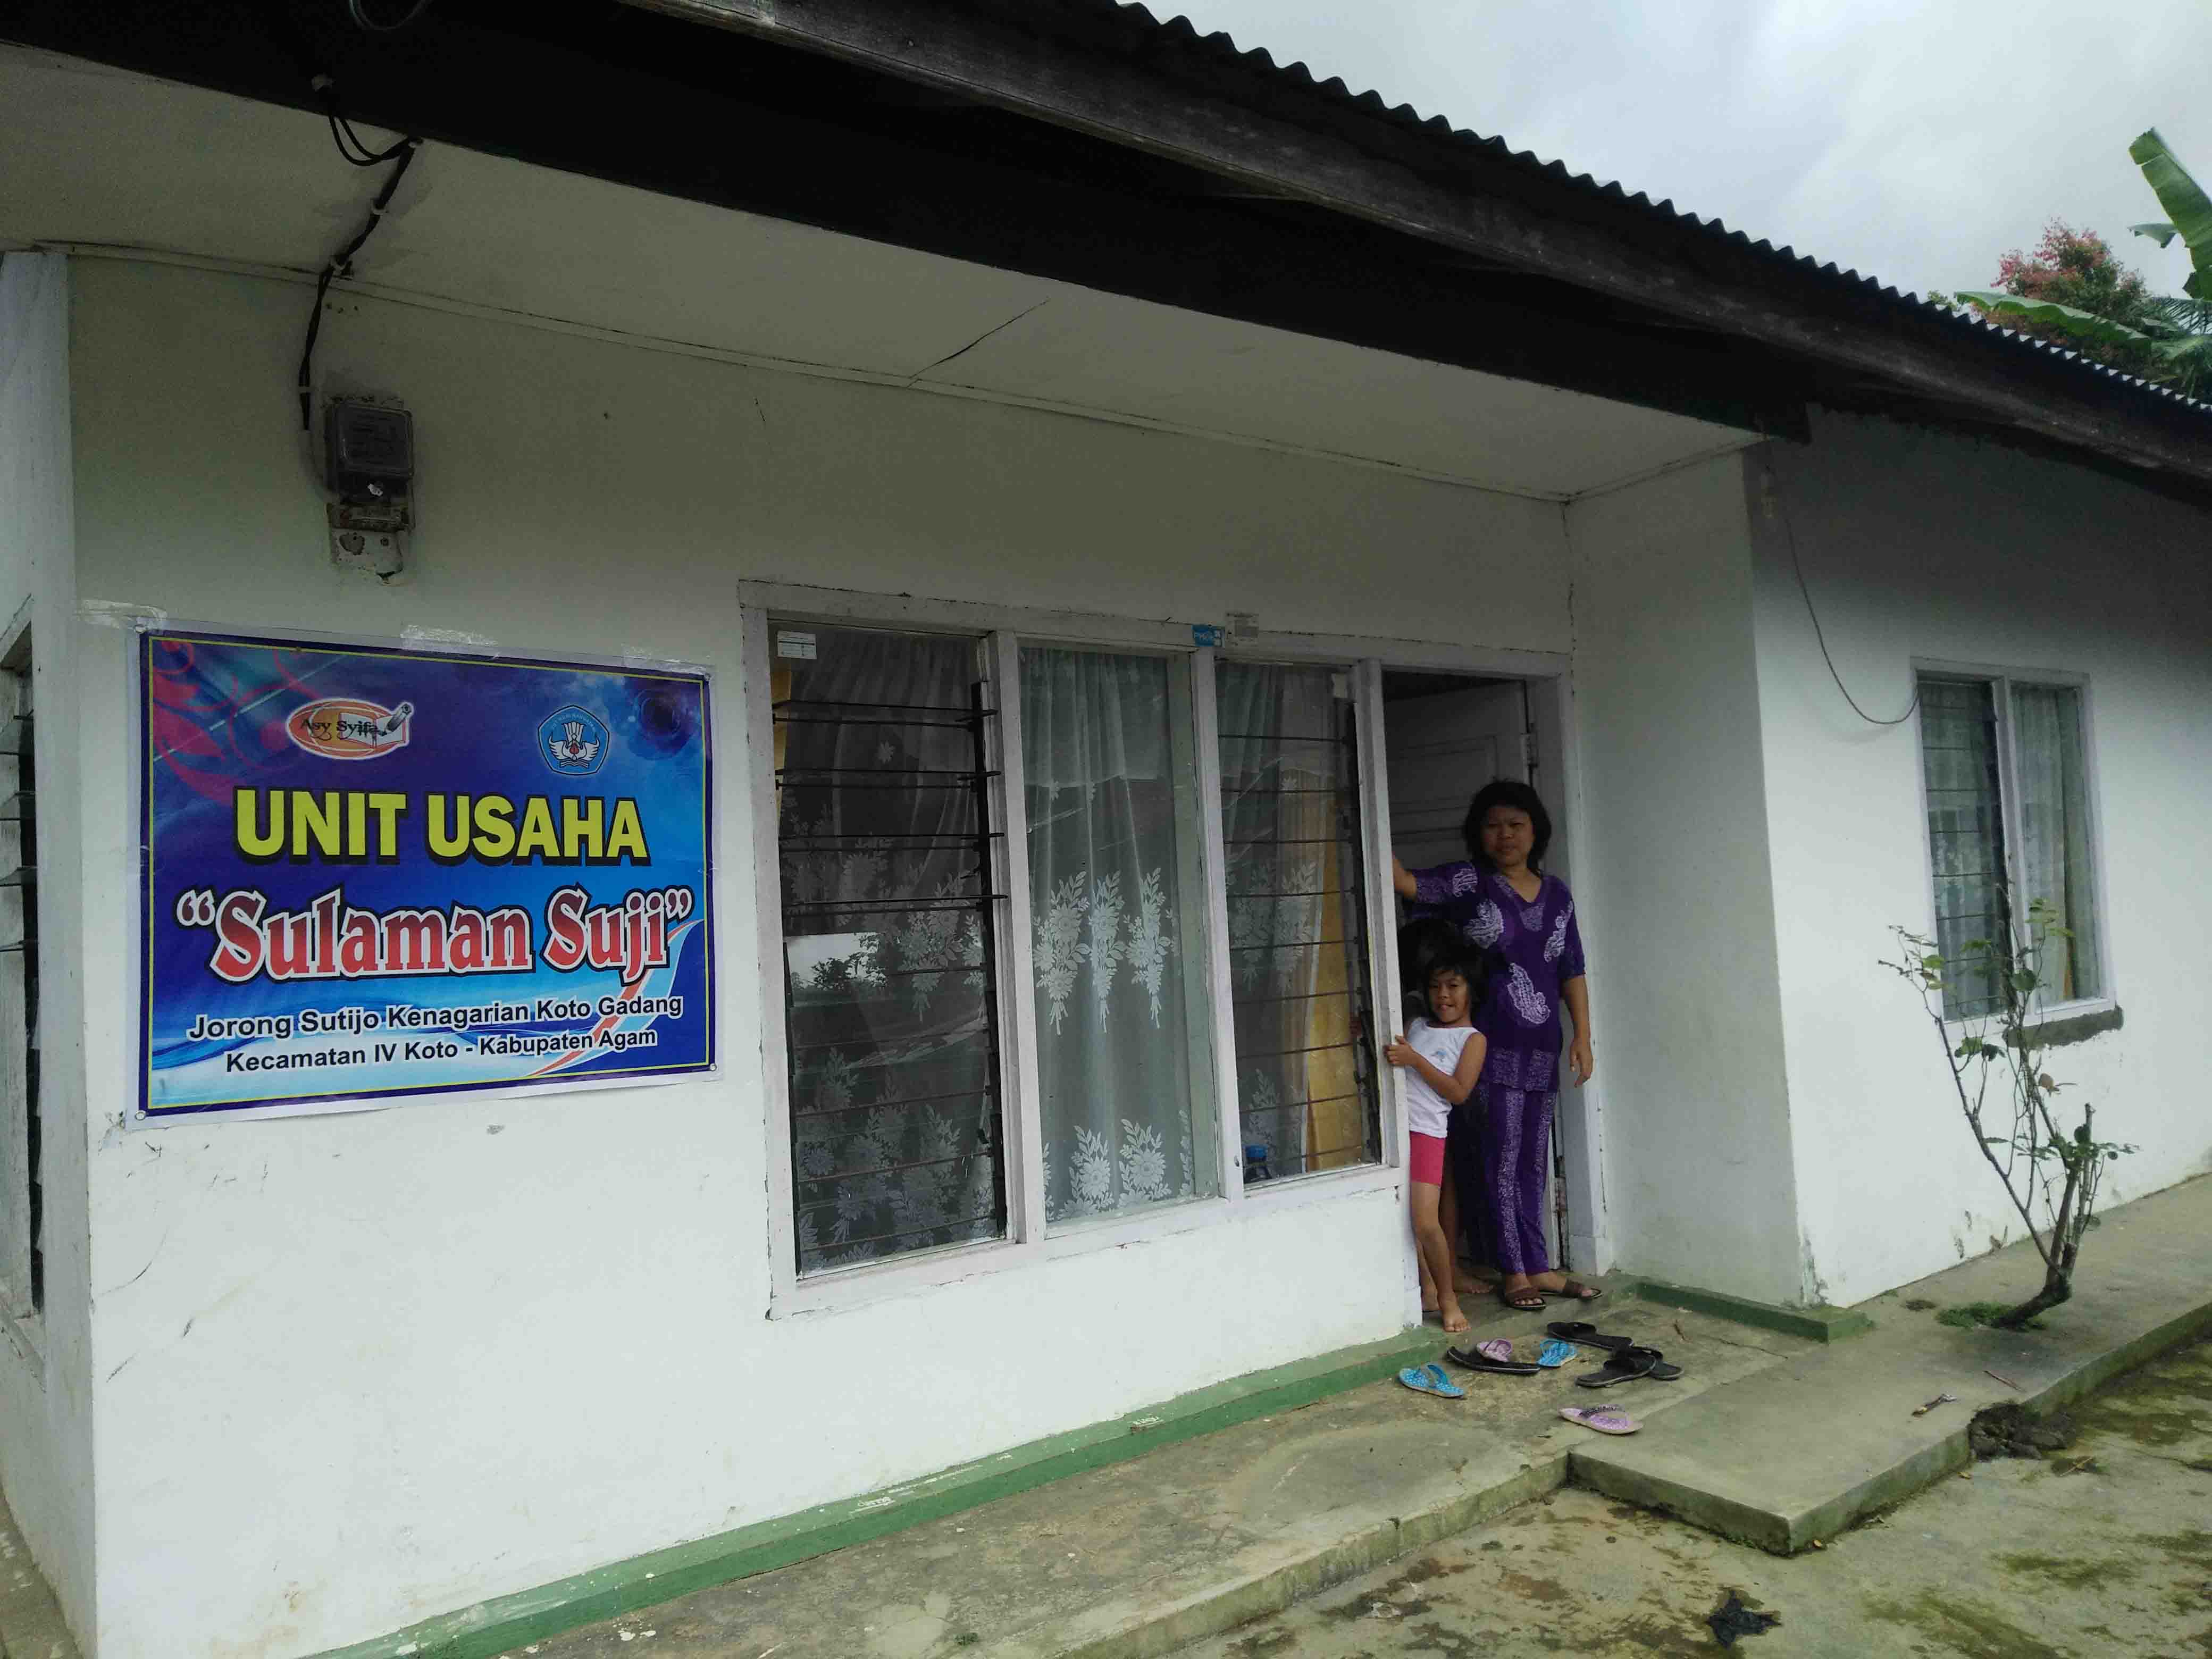 Asy Syifa
UNIT USAHA
“Sulaman Suji”
Jorong Sutijo Kenagarian Koto Gadang
Kecamatan IV Koto - Kabupaten Agam